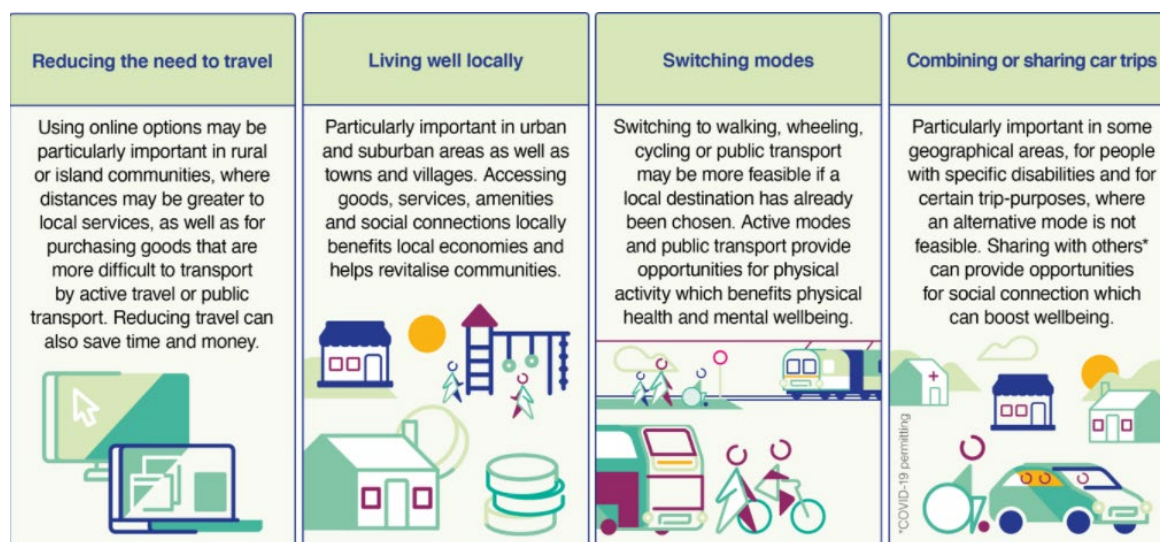 Reducing the need to travel
Using online options may be
particularly important in rural
or island communities, where
distances may be greater to
local services, as well as for
purchasing goods that are
more difficult to transport
by active travel or public
transport. Reducing travel can
also save time and money.
Living well locally
Particularly important in urban
and suburban areas as well as
towns and villages. Accessing
goods, services, amenities
and social connections locally
benefits local economies and
helps revitalise communities.
Switching modes
Switching to walking, wheeling,
cycling or public transport
may be more feasible if a
local destination has already
been chosen. Active modes
and public transport provide
opportunities for physical
activity which benefits physical
health and mental wellbeing.
Combining or sharing car trips
Particularly important in some
geographical areas, for people
with specific disabilities and for
certain trip-purposes, where
an alternative mode is not
feasible. Sharing with others*
can provide opportunities
for social connection which
can boost wellbeing.
*COVID-19 permitting